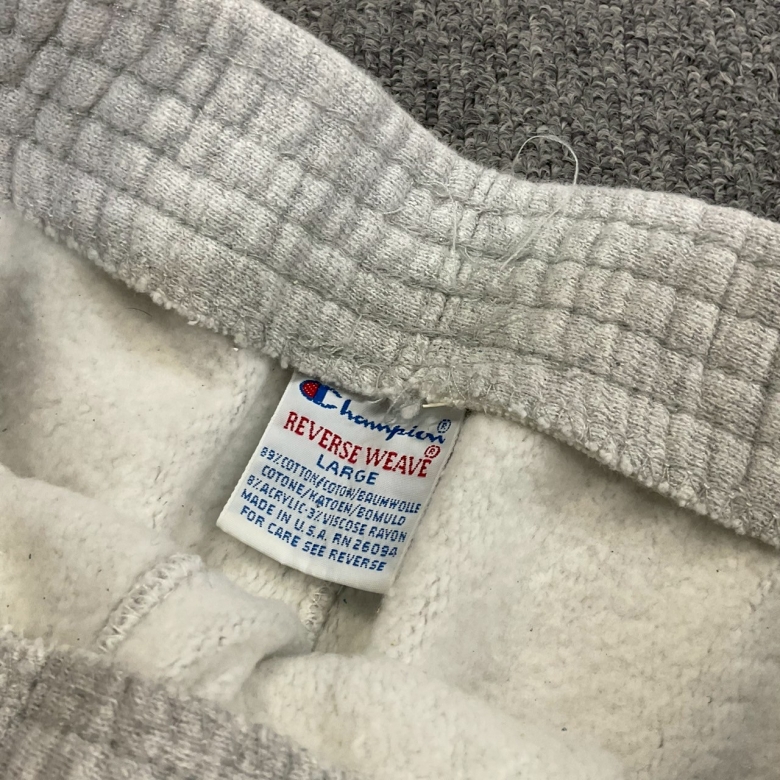 Champion®
REVERSE WEAVE®
LARGE
89% COTTON/COTON/BAUMWOLLE
COTONE/KATOEN/BOMULD
8% ACRYLIC-3% VISCOSE RAYON
MADE IN U.S.A. RN 26094
FOR CARE SEE REVERSE